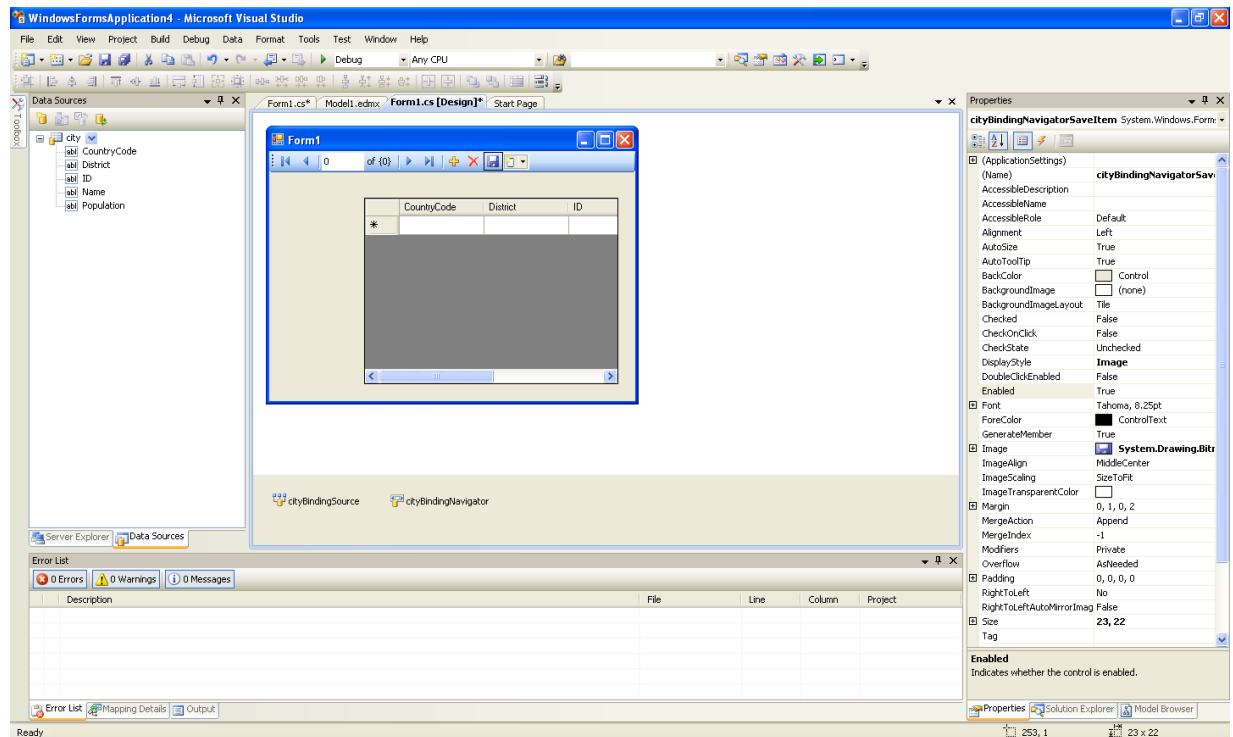 WindowsFormsApplication4 - Microsoft Visual Studio
File Edit View Project Build Debug Data Format Tools Test Window Help
Debug Any CPU
Toolbox
Data Sources
city
CountryCode
District
ID
Name
Population
Server Explorer Data Sources
Form1.cs* Model1.edmx Form1.cs [Design]* Start Page
Form1
0 of {0}
CountryCode District ID
cityBindingSource cityBindingNavigator
Properties
cityBindingNavigatorSaveItem System.Windows.Forms
(ApplicationSettings)
(Name) cityBindingNavigatorSav
AccessibleDescription
AccessibleName
AccessibleRole Default
Alignment Left
AutoSize True
AutoToolTip True
BackColor Control
BackgroundImage (none)
BackgroundImageLayout Tile
Checked False
CheckOnClick False
CheckState Unchecked
DisplayStyle Image
DoubleClickEnabled False
Enabled True
Font Tahoma, 8.25pt
ForeColor ControlText
GenerateMember True
Image System.Drawing.Bitr
ImageAlign MiddleCenter
ImageScaling SizeToFit
ImageTransparentColor
Margin 0, 1, 0, 2
MergeAction Append
MergeIndex -1
Modifiers Private
Overflow AsNeeded
Padding 0, 0, 0, 0
RightToLeft No
RightToLeftAutoMirrorImag False
Size 23, 22
Tag
Enabled
Indicates whether the control is enabled.
Properties Solution Explorer Model Browser
Error List
0 Errors 0 Warnings 0 Messages
Description File Line Column Project
Error List Mapping Details Output
Ready 253, 1 23 x 22